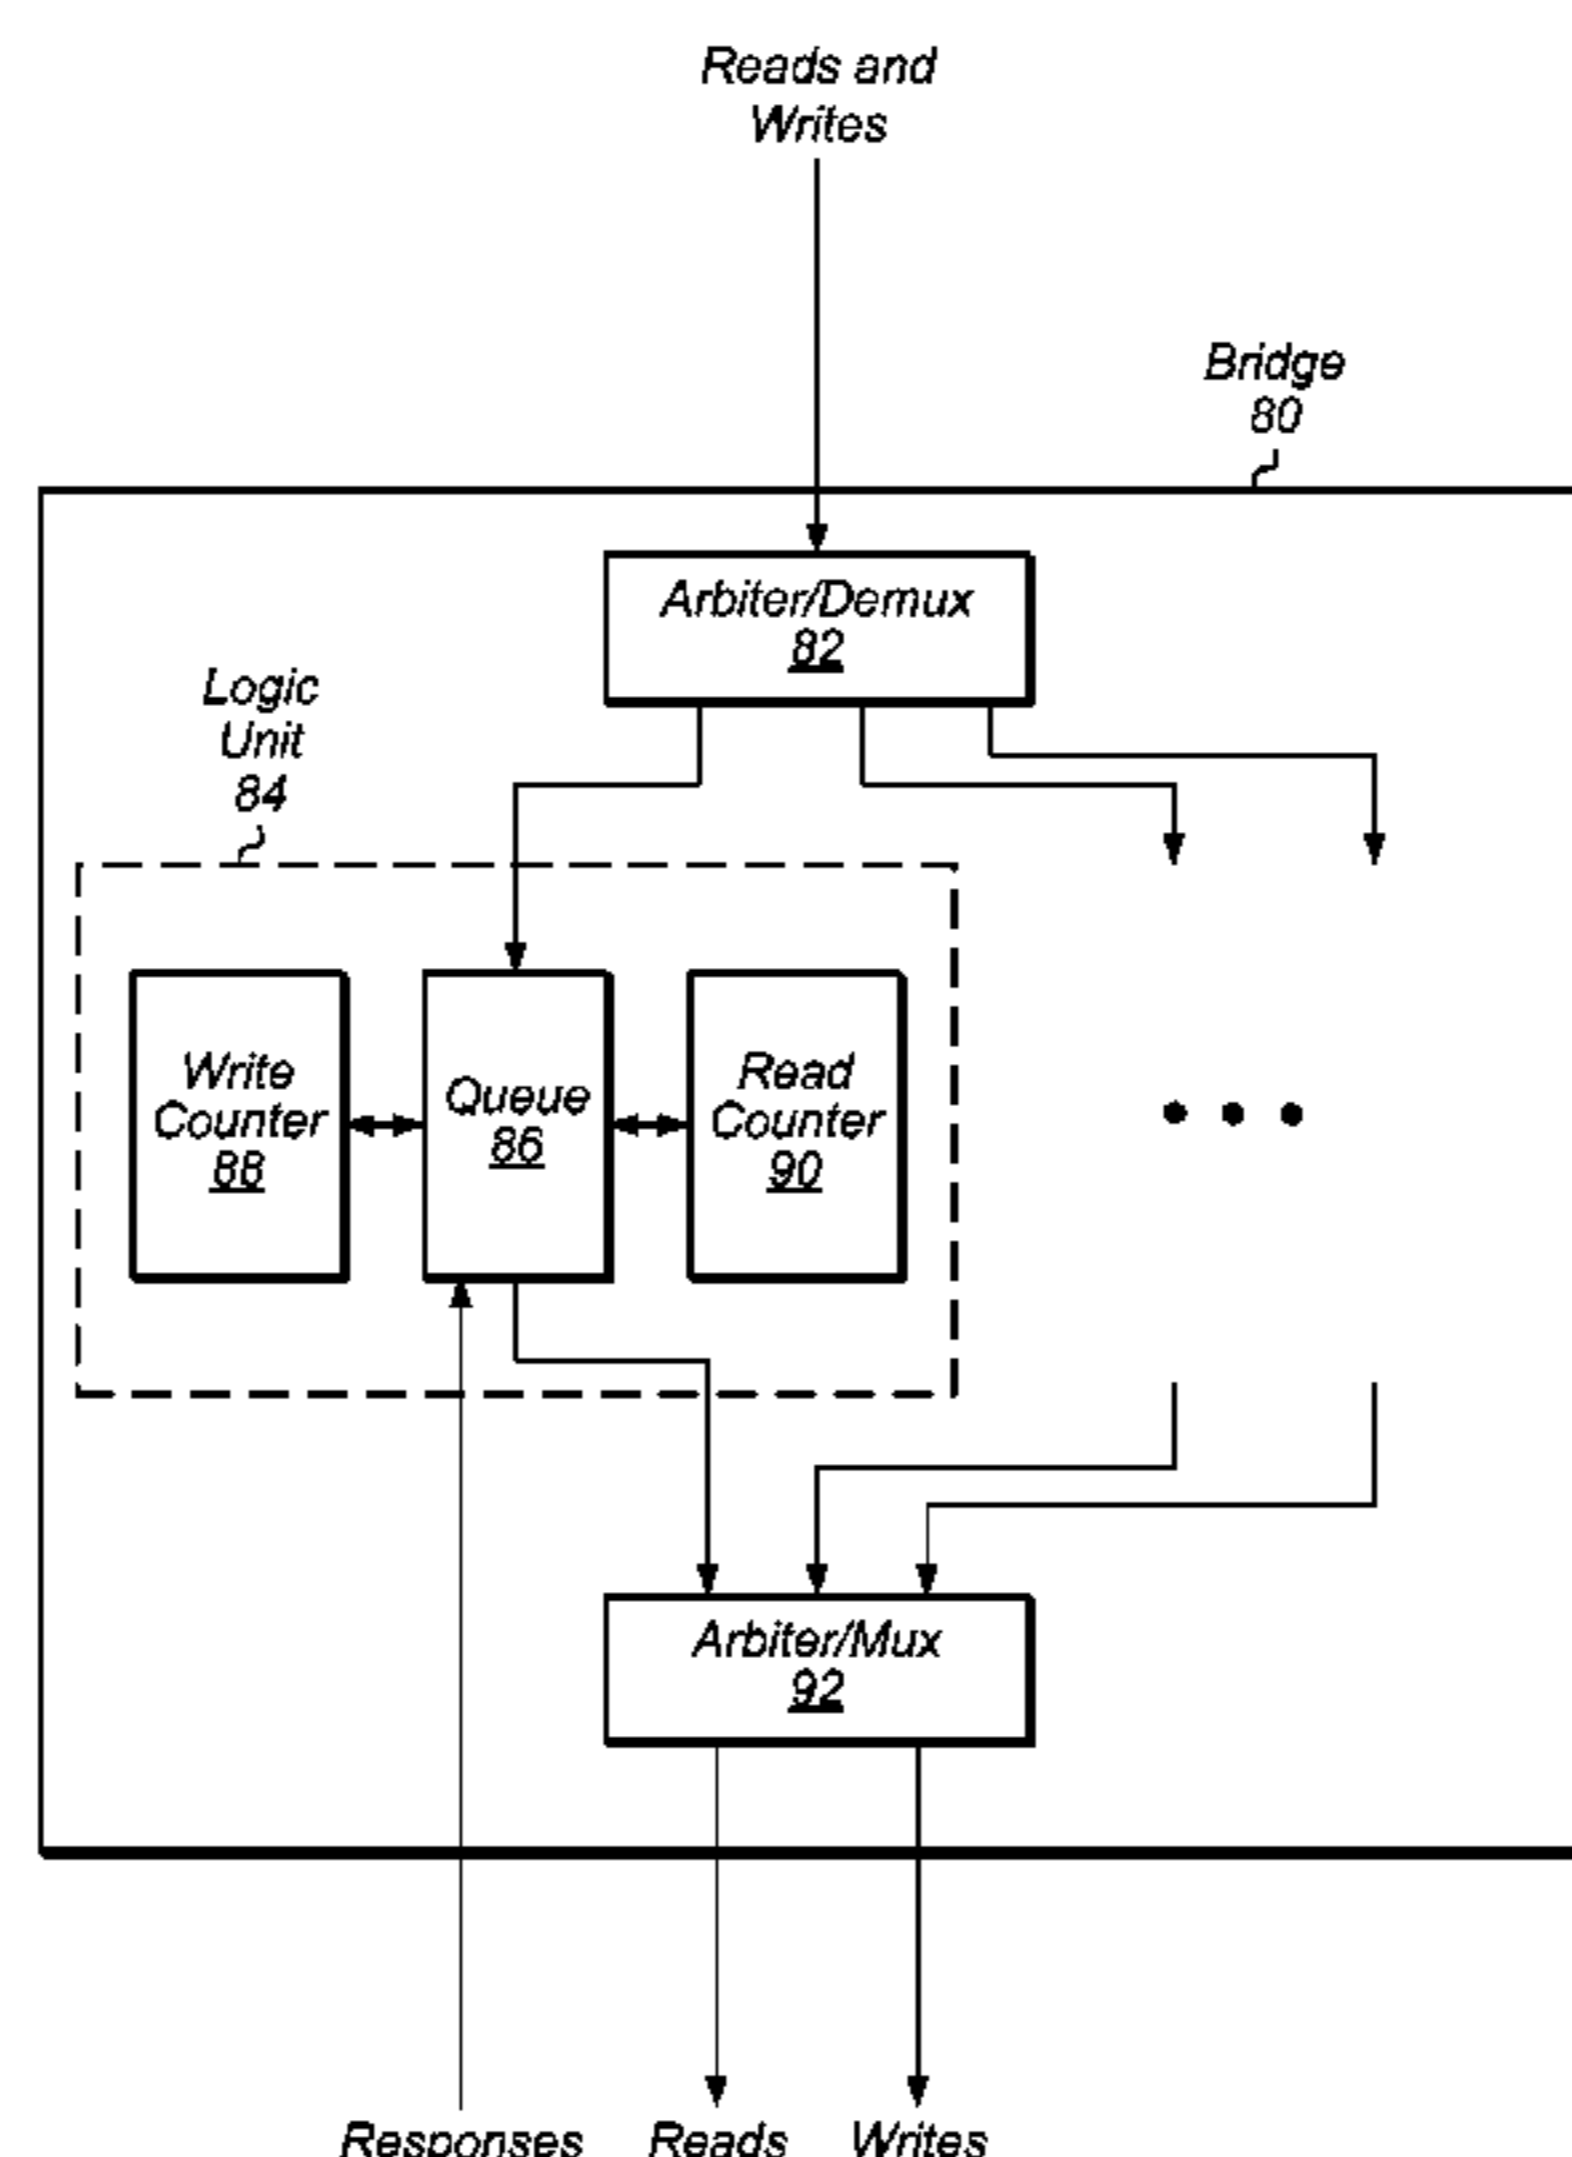 Reads and
Writes
Bridge
80
Arbiter/Demux
82
Logic
Unit
84
Write
Counter
88
Queue
86
Read
Counter
90
Arbiter/Mux
92
Responses
Reads
Writes